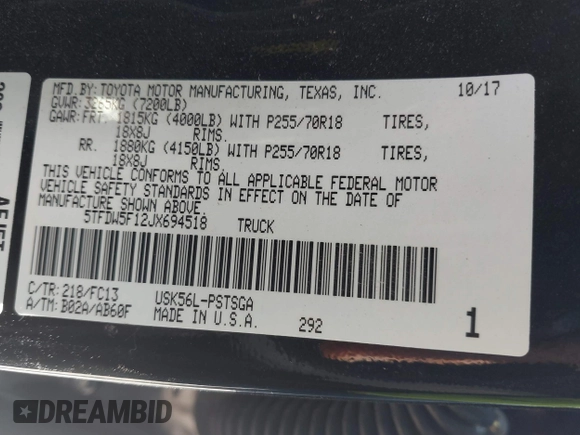 MFD. BY: TOYOTA MOTOR MANUFACTURING, TEXAS, INC. 10/17
GVWR: 3265KG (7200LB)
GAWR: FRT. 1815KG (4000LB) WITH P255/70R18 TIRES,
18X8J RIMS.
RR. 1880KG (4150LB) WITH P255/70R18 TIRES,
18X8J RIMS.
THIS VEHICLE CONFORMS TO ALL APPLICABLE FEDERAL MOTOR
VEHICLE SAFETY STANDARDS IN EFFECT ON THE DATE OF
MANUFACTURE SHOWN ABOVE.
5TFDW5F12JX694518 TRUCK
C/TR: 218/FC13 USK56L-PSTSGA
A/TM: B02A/AB60F MADE IN U.S.A. 292 1
DREAMBID